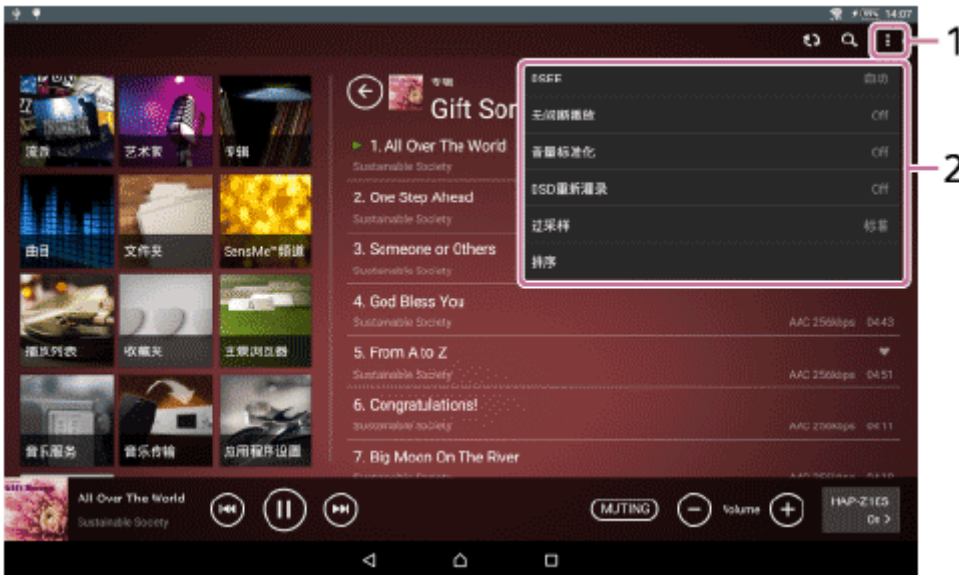 99% 14:07
1
专辑
Gift Son
DSEE 自动
无间断播放 Off
音量标准化 Off
DSD重新灌录 Off
过采样 标准
排序
2
艺术家
专辑
曲目
文件夹
SensMe™频道
播放列表
收藏夹
主题浏览器
音乐服务
音乐传输
应用程序设置
1. All Over The World
Sustainable Society
2. One Step Ahead
Sustainable Society
3. Someone or Others
Sustainable Society
4. God Bless You
Sustainable Society
AAC 256kbps 04:43
5. From A to Z
Sustainable Society
AAC 256kbps 04:51
6. Congratulations!
Sustainable Society
AAC 256kbps 04:11
7. Big Moon On The River
All Over The World
Sustainable Society
MUTING
Volume
HAP-Z1ES
On >